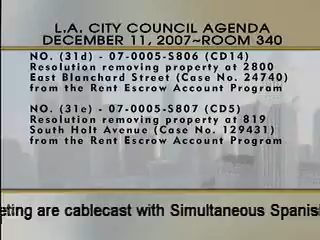 L.A. CITY COUNCIL AGENDA
DECEMBER 11, 2007~ROOM 340
NO. (31d) - 07-0005-S806 (CD14)
Resolution removing property at 2800
East Blanchard Street (Case No. 24740)
from the Rent Escrow Account Program
NO. (31e) - 07-0005-S807 (CD5)
Resolution removing property at 819
South Holt Avenue (Case No. 129431)
from the Rent Escrow Account Program
eting are cablecast with Simultaneous Spanis